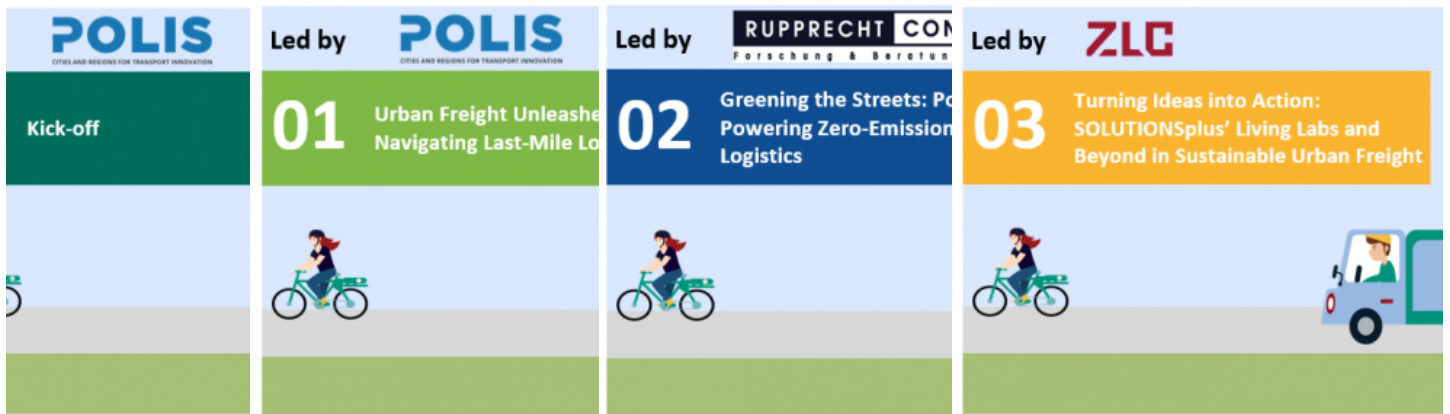 POLIS
CITIES AND REGIONS FOR TRANSPORT INNOVATION
Kick-off
Led by
POLIS
CITIES AND REGIONS FOR TRANSPORT INNOVATION
01
Urban Freight Unleashe
Navigating Last-Mile Lo
Led by
RUPPRECHT CON
Forschung & Beratun
02
Greening the Streets: Po
Powering Zero-Emission
Logistics
Led by
ZLC
03
Turning Ideas into Action:
SOLUTIONSplus' Living Labs and
Beyond in Sustainable Urban Freight